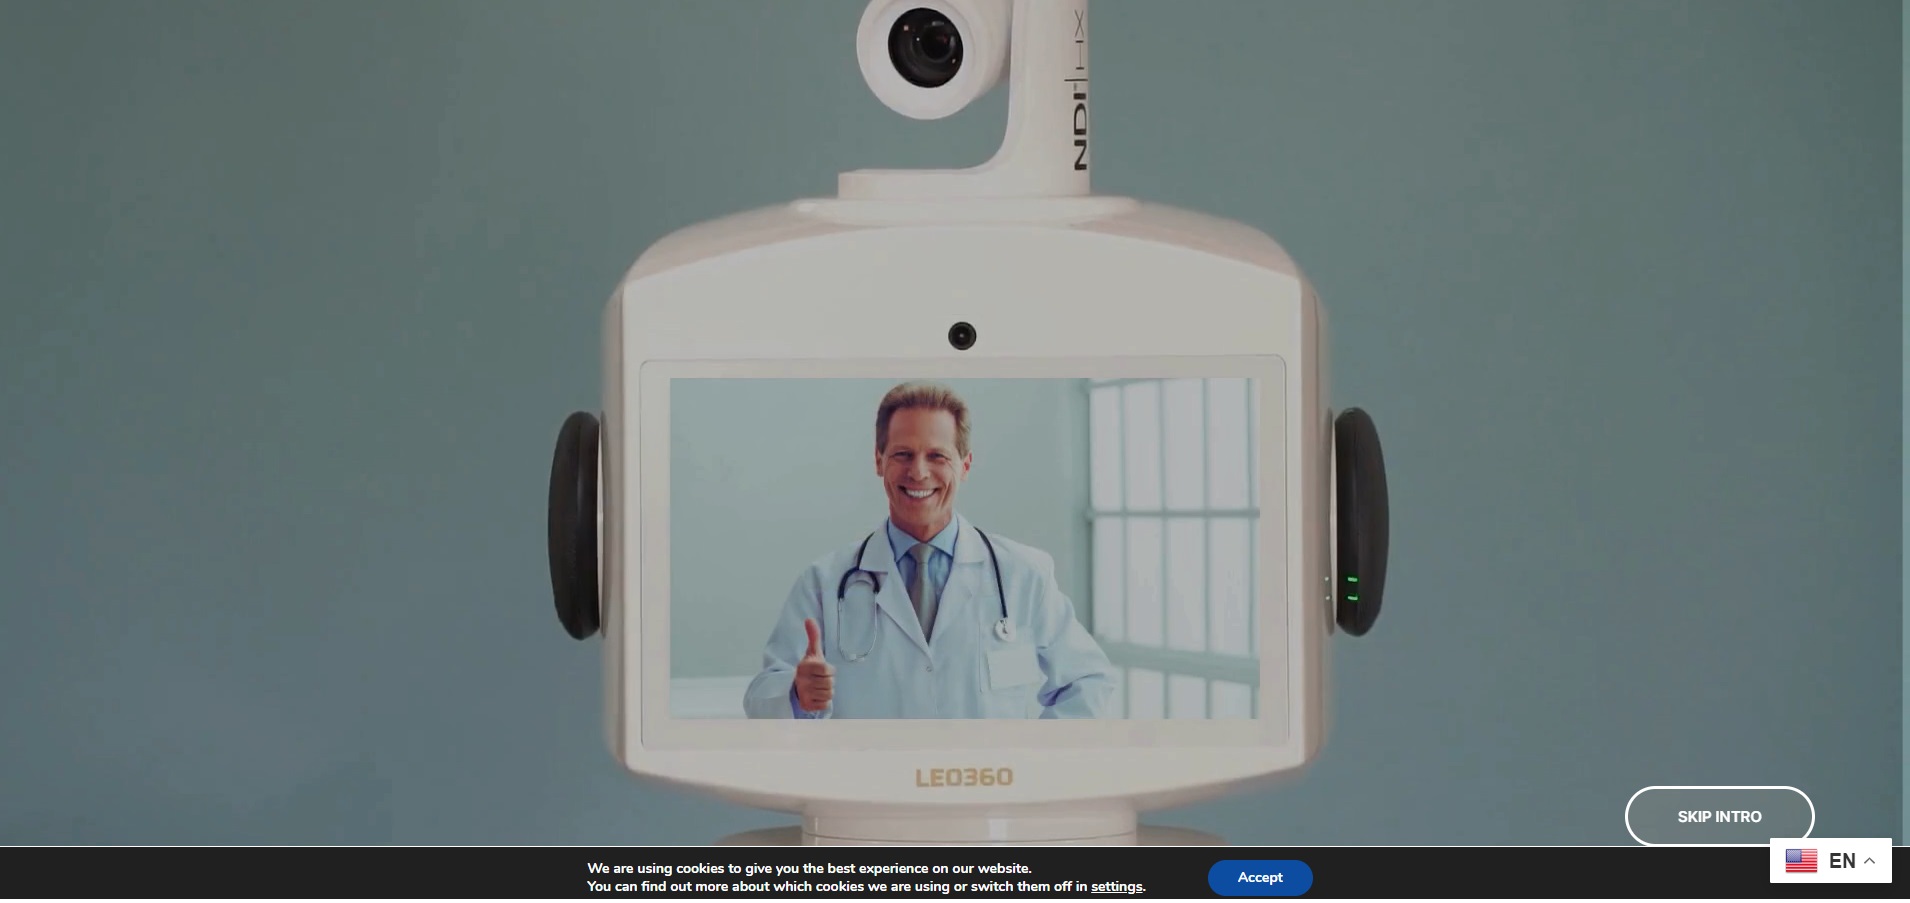 NDI | HX
LEO360
SKIP INTRO
We are using cookies to give you the best experience on our website.
You can find out more about which cookies we are using or switch them off in settings.
Accept
EN